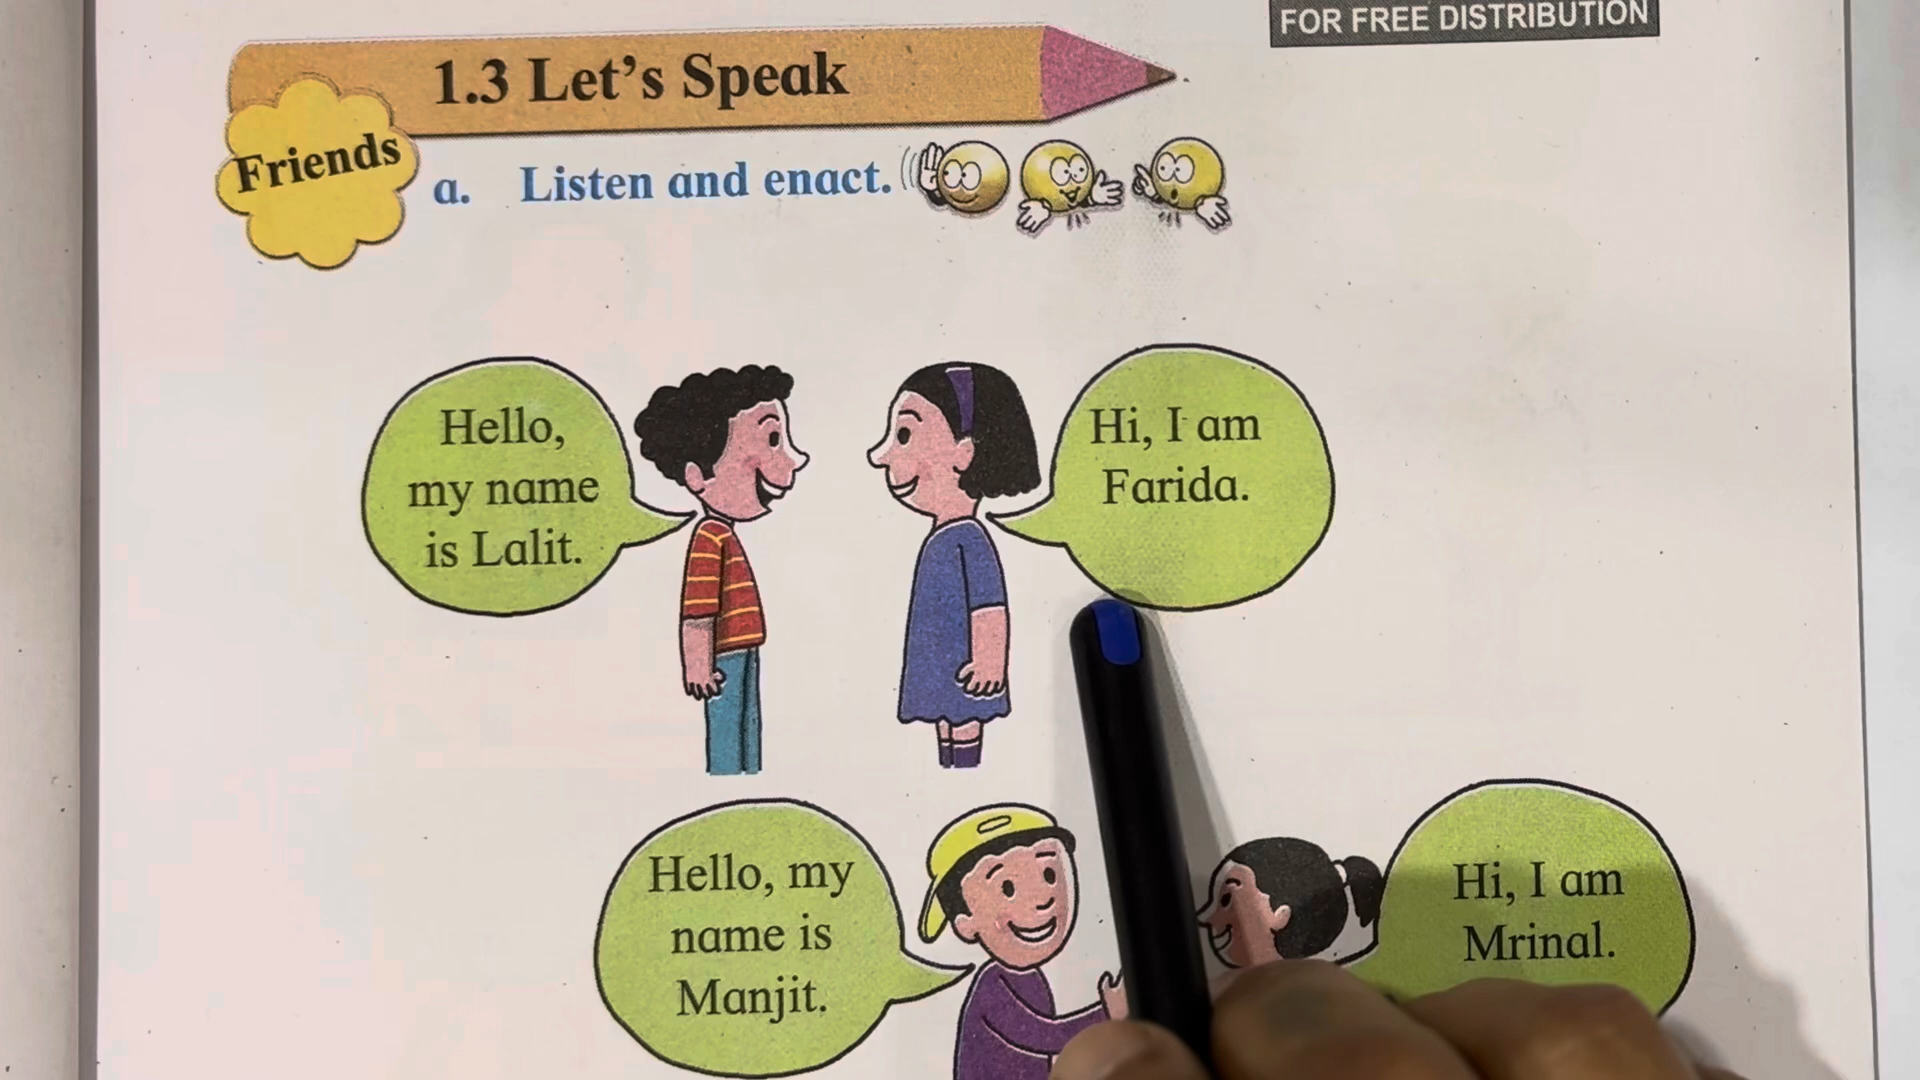 FOR FREE DISTRIBUTION
1.3 Let's Speak
Friends
a. Listen and enact.
Hello,
my name
is Lalit.
Hi, I am
Farida.
Hello, my
name is
Manjit.
Hi, I am
Mrinal.